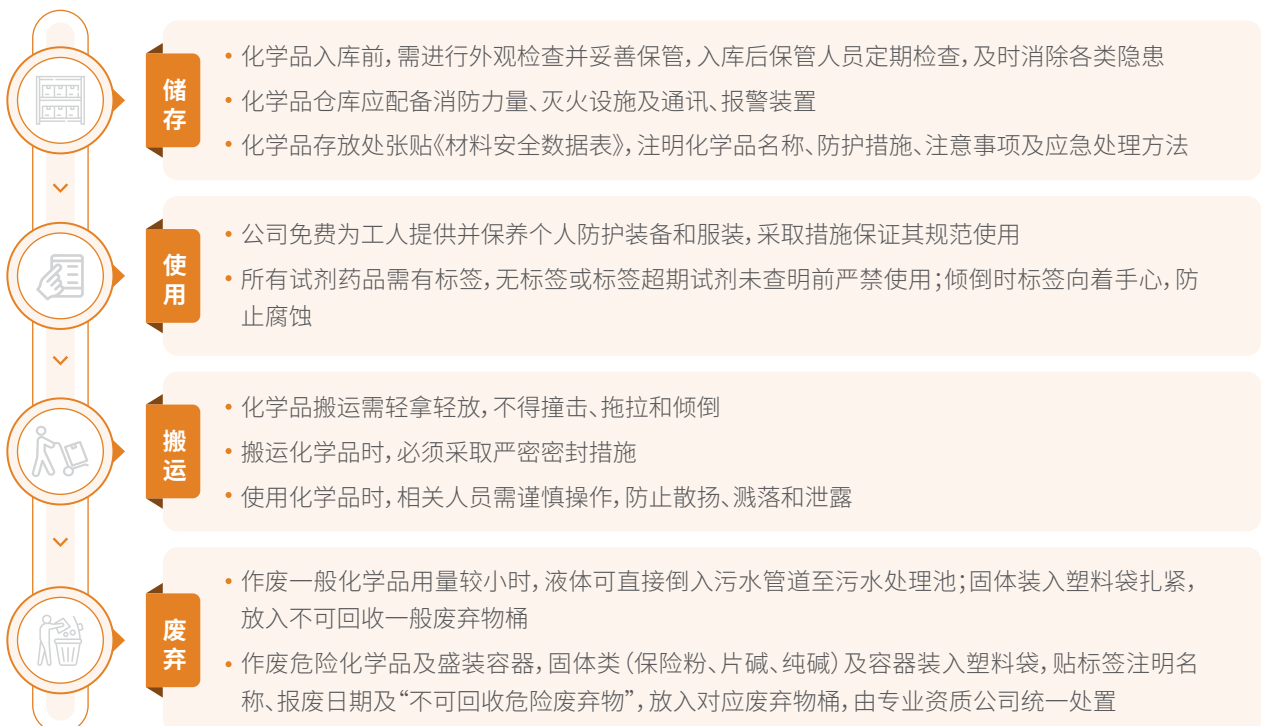 储存
• 化学品入库前，需进行外观检查并妥善保管，入库后保管人员定期检查，及时消除各类隐患
• 化学品仓库应配备消防力量、灭火设施及通讯、报警装置
• 化学品存放处张贴《材料安全数据表》，注明化学品名称、防护措施、注意事项及应急处理方法
使用
• 公司免费为工人提供并保养个人防护装备和服装，采取措施保证其规范使用
• 所有试剂药品需有标签，无标签或标签超期试剂未查明前严禁使用；倾倒时标签向着手心，防
止腐蚀
搬运
• 化学品搬运需轻拿轻放，不得撞击、拖拉和倾倒
• 搬运化学品时，必须采取严密密封措施
• 使用化学品时，相关人员需谨慎操作，防止散扬、溅落和泄露
废弃
• 作废一般化学品用量较小时，液体可直接倒入污水管道至污水处理池；固体装入塑料袋扎紧，
放入不可回收一般废弃物桶
• 作废危险化学品及盛装容器，固体类（保险粉、片碱、纯碱）及容器装入塑料袋，贴标签注明名
称、报废日期及“不可回收危险废弃物”，放入对应废弃物桶，由专业资质公司统一处置